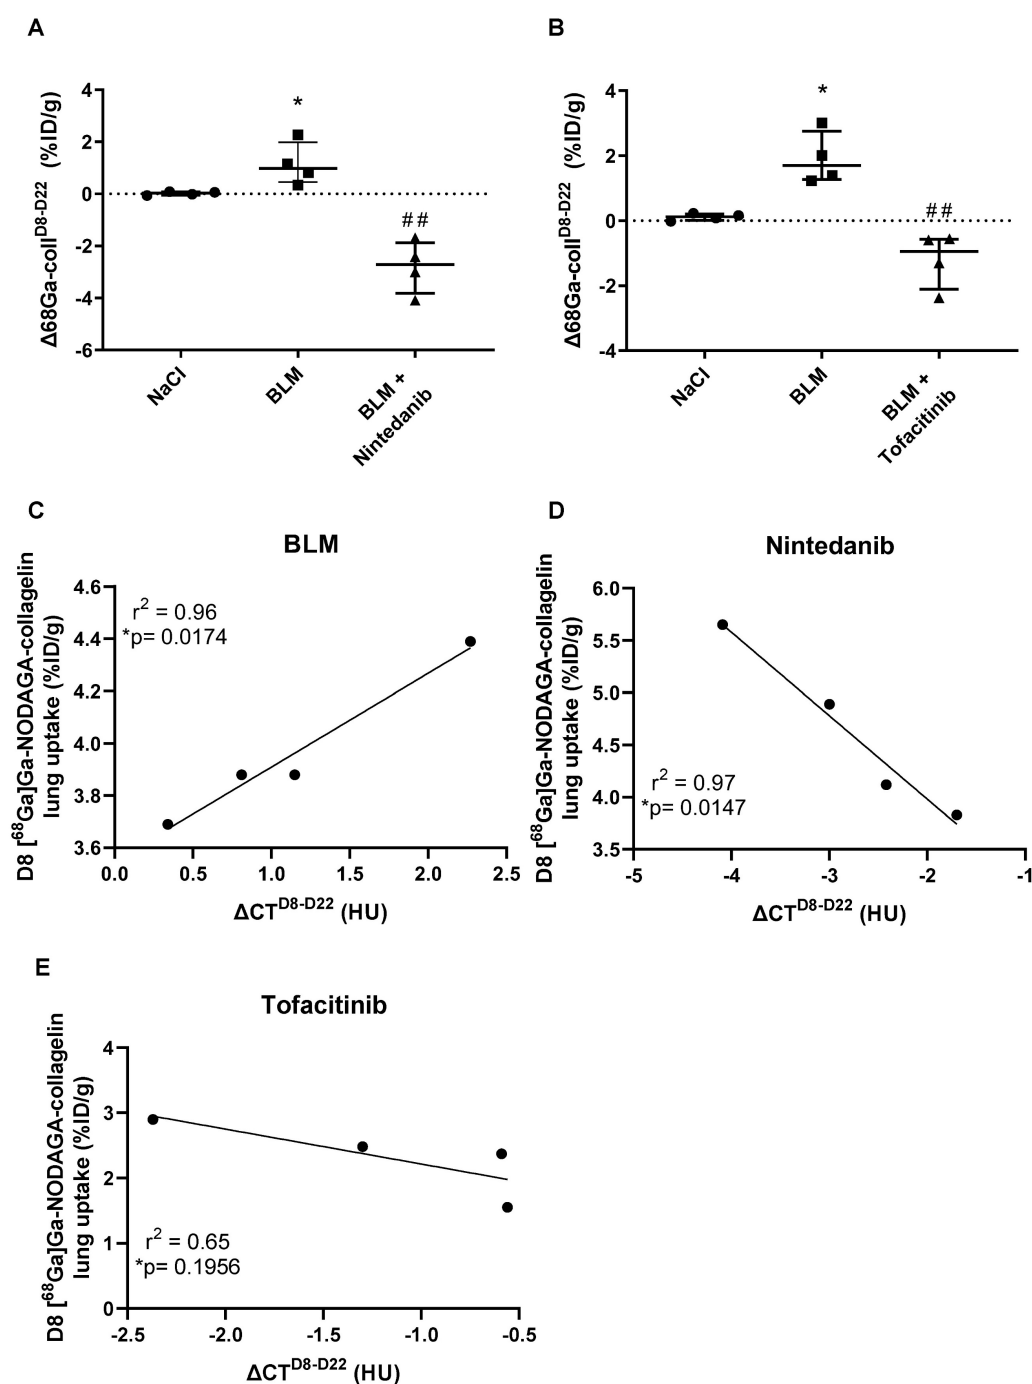 A
Δ68Ga-coll^D8-D22 (%ID/g)
4
2
0
-2
-4
-6
*
##
NaCl
BLM
BLM +
Nintedanib
B
Δ68Ga-coll^D8-D22 (%ID/g)
4
2
0
-2
-4
*
##
NaCl
BLM
BLM +
Tofacitinib
C
BLM
D8 [68Ga]Ga-NODAGA-collagelin
lung uptake (%ID/g)
4.6
4.4
4.2
4.0
3.8
3.6
r2 = 0.96
*p= 0.0174
0.0 0.5 1.0 1.5 2.0 2.5
ΔCT^D8-D22 (HU)
D
Nintedanib
D8 [68Ga]Ga-NODAGA-collagelin
lung uptake (%ID/g)
6.0
5.5
5.0
4.5
4.0
3.5
r2 = 0.97
*p= 0.0147
-5 -4 -3 -2 -1
ΔCT^D8-D22 (HU)
E
Tofacitinib
D8 [68Ga]Ga-NODAGA-collagelin
lung uptake (%ID/g)
4
3
2
1
0
r2 = 0.65
*p= 0.1956
-2.5 -2.0 -1.5 -1.0 -0.5
ΔCT^D8-D22 (HU)